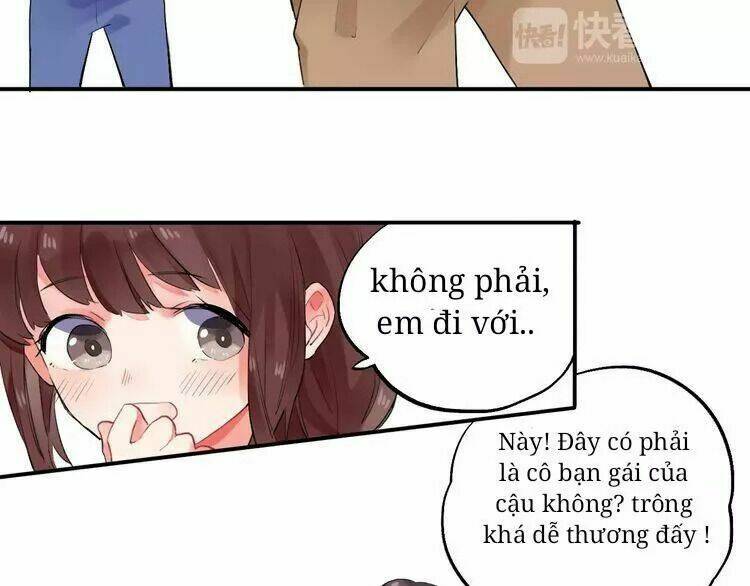 快看! 快看
www.kuaika
không phải,
em đi với..
Này! Đây có phải
là cô bạn gái của
cậu không? trông
khá dễ thương đấy !